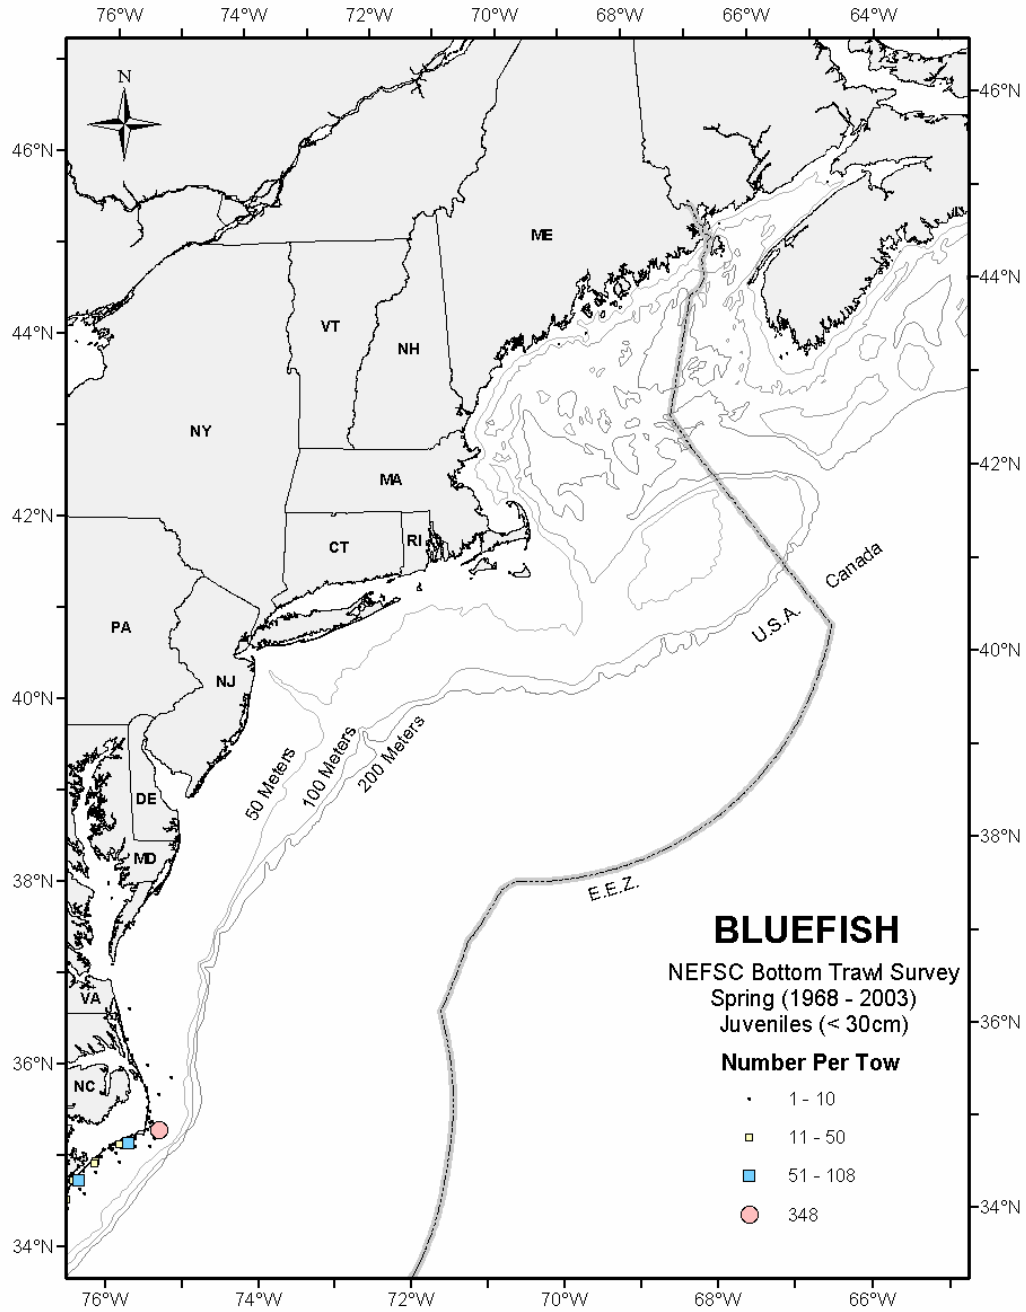 76°W 74°W 72°W 70°W 68°W 66°W 64°W
N
46°N
46°N
ME
44°N
VT
44°N
NH
NY
42°N
MA
42°N
RI
CT
Canada
PA
U.S.A.
40°N
NJ
40°N
50 Meters
100 Meters
200 Meters
DE
38°N
MD
38°N
E.E.Z.
BLUEFISH
NEFSC Bottom Trawl Survey
Spring (1968 - 2003)
Juveniles (< 30cm)
VA
36°N
36°N
Number Per Tow
NC
1 - 10
11 - 50
51 - 108
348
34°N
34°N
76°W 74°W 72°W 70°W 68°W 66°W